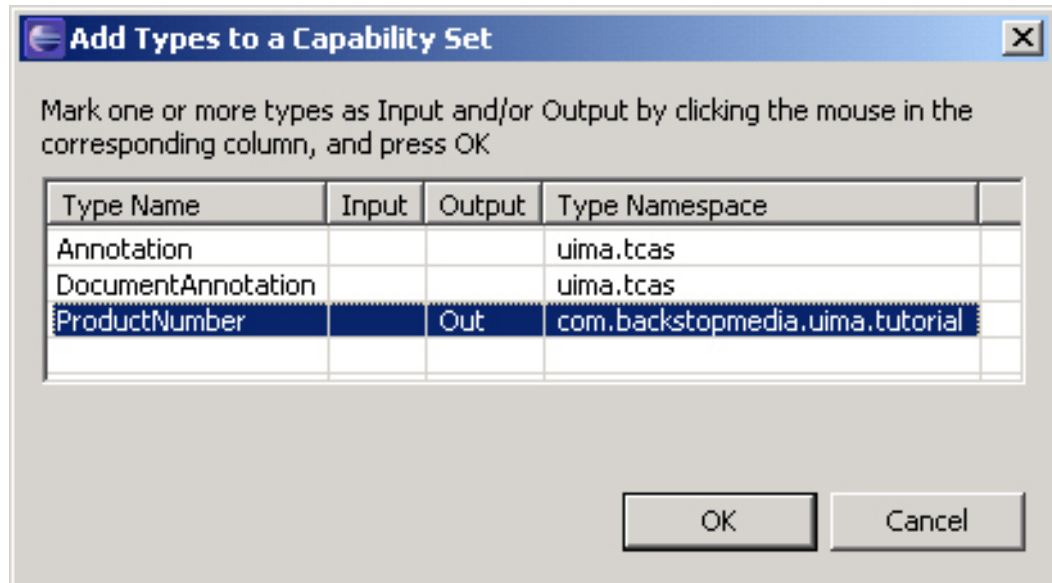 Add Types to a Capability Set
Mark one or more types as Input and/or Output by clicking the mouse in the
corresponding column, and press OK
Type Name Input Output Type Namespace
Annotation uima.tcas
DocumentAnnotation uima.tcas
ProductNumber Out com.backstopmedia.uima.tutorial
OK Cancel